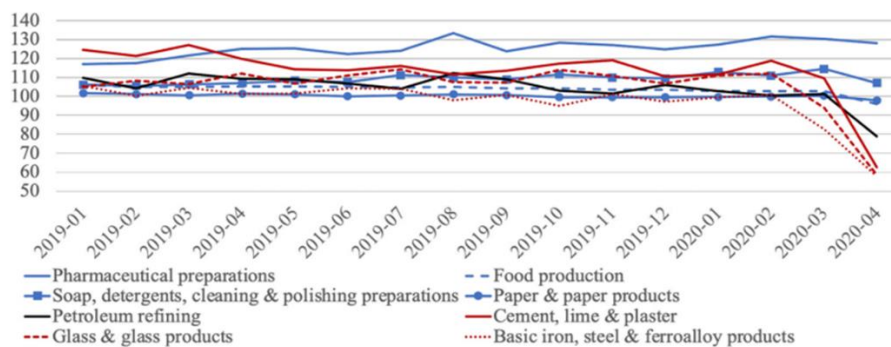 140
130
120
110
100
90
80
70
60
50
2019-01 2019-02 2019-03 2019-04 2019-05 2019-06 2019-07 2019-08 2019-09 2019-10 2019-11 2019-12 2020-01 2020-02 2020-03 2020-04
Pharmaceutical preparations Food production
Soap, detergents, cleaning & polishing preparations Paper & paper products
Petroleum refining Cement, lime & plaster
Glass & glass products Basic iron, steel & ferroalloy products